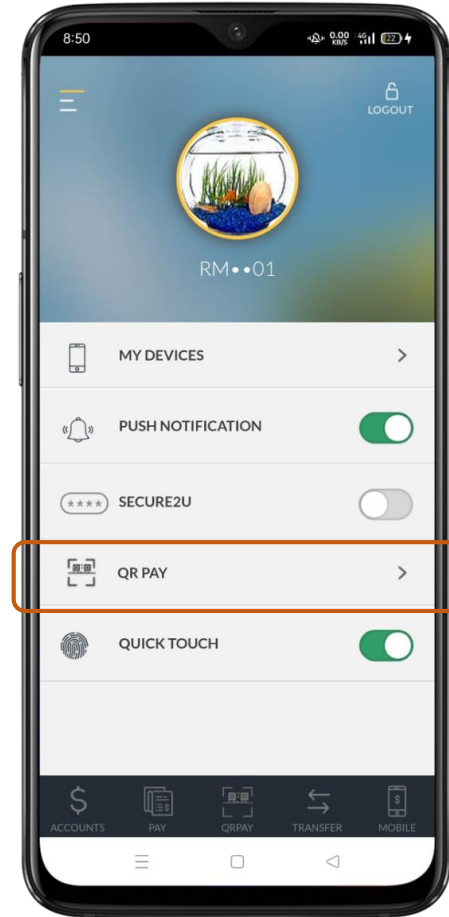 8:50
0.00
KB/S
4G
22
LOGOUT
RM••01
MY DEVICES
PUSH NOTIFICATION
**** SECURE2U
QR PAY
QUICK TOUCH
$
ACCOUNTS
PAY
QRPAY
TRANSFER
MOBILE